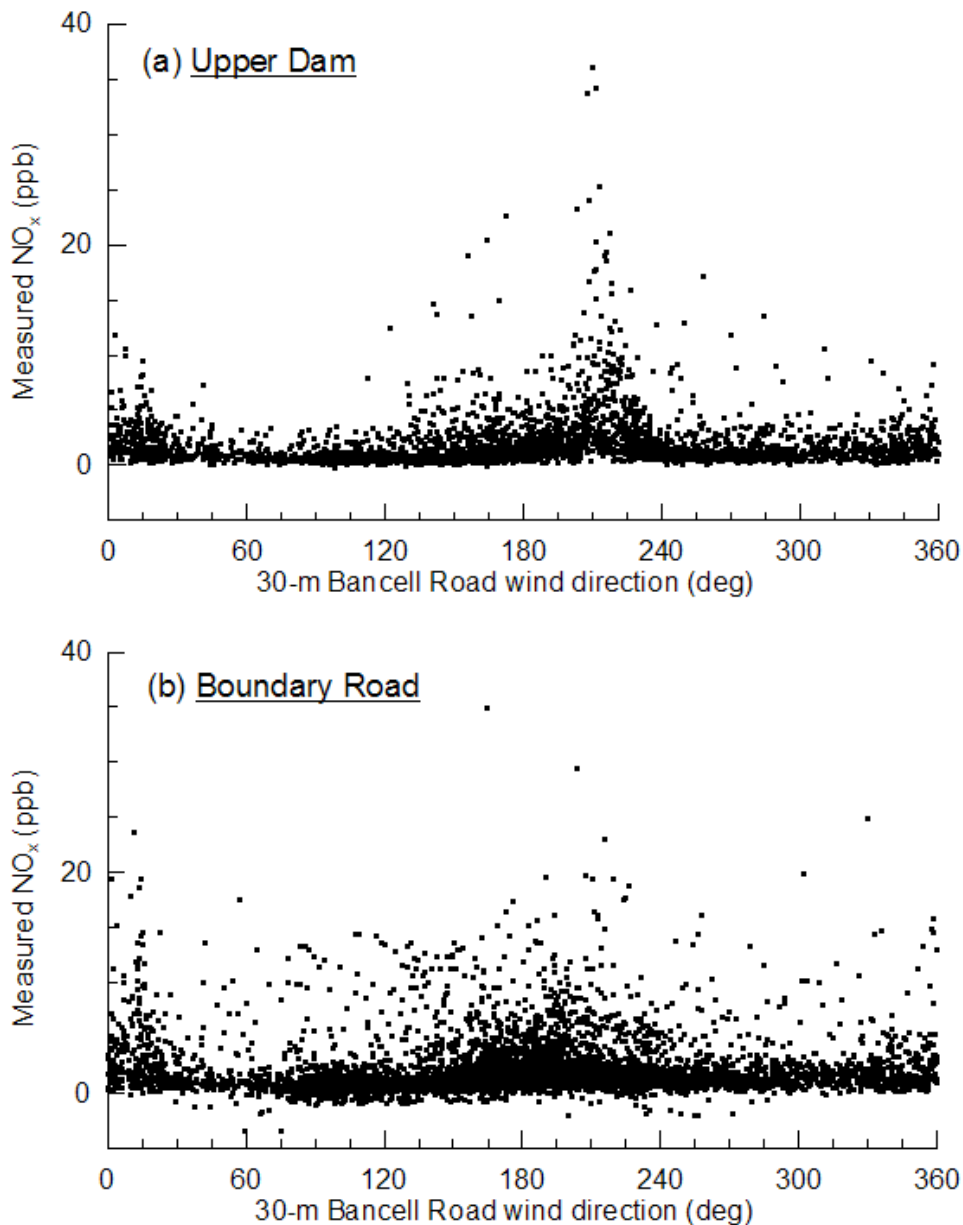 40
(a) Upper Dam
Measured NOx (ppb)
20
0
0 60 120 180 240 300 360
30-m Bancell Road wind direction (deg)
40
(b) Boundary Road
Measured NOx (ppb)
20
0
0 60 120 180 240 300 360
30-m Bancell Road wind direction (deg)